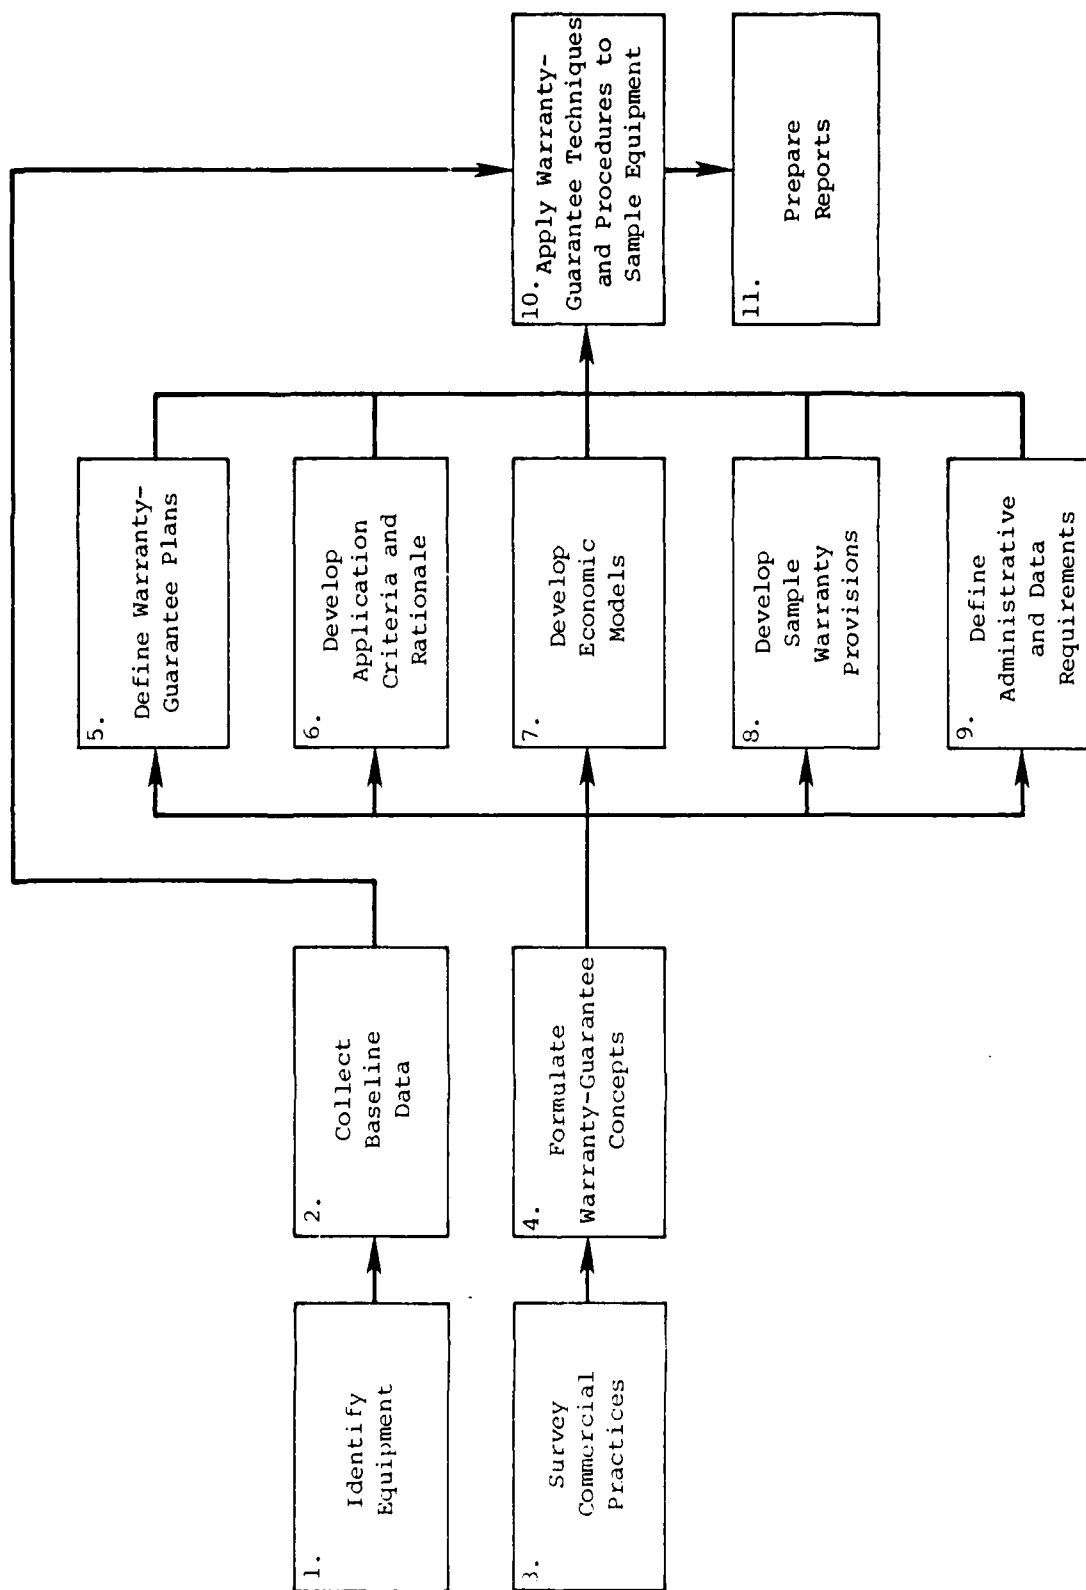 1.
Identify
Equipment
2.
Collect
Baseline
Data
3.
Survey
Commercial
Practices
4.
Formulate
Warranty-Guarantee
Concepts
5.
Define Warranty-
Guarantee Plans
6.
Develop
Application
Criteria and
Rationale
7.
Develop
Economic
Models
8.
Develop
Sample
Warranty
Provisions
9.
Define
Administrative
and Data
Requirements
10.
Apply Warranty-
Guarantee Techniques
and Procedures to
Sample Equipment
11.
Prepare
Reports